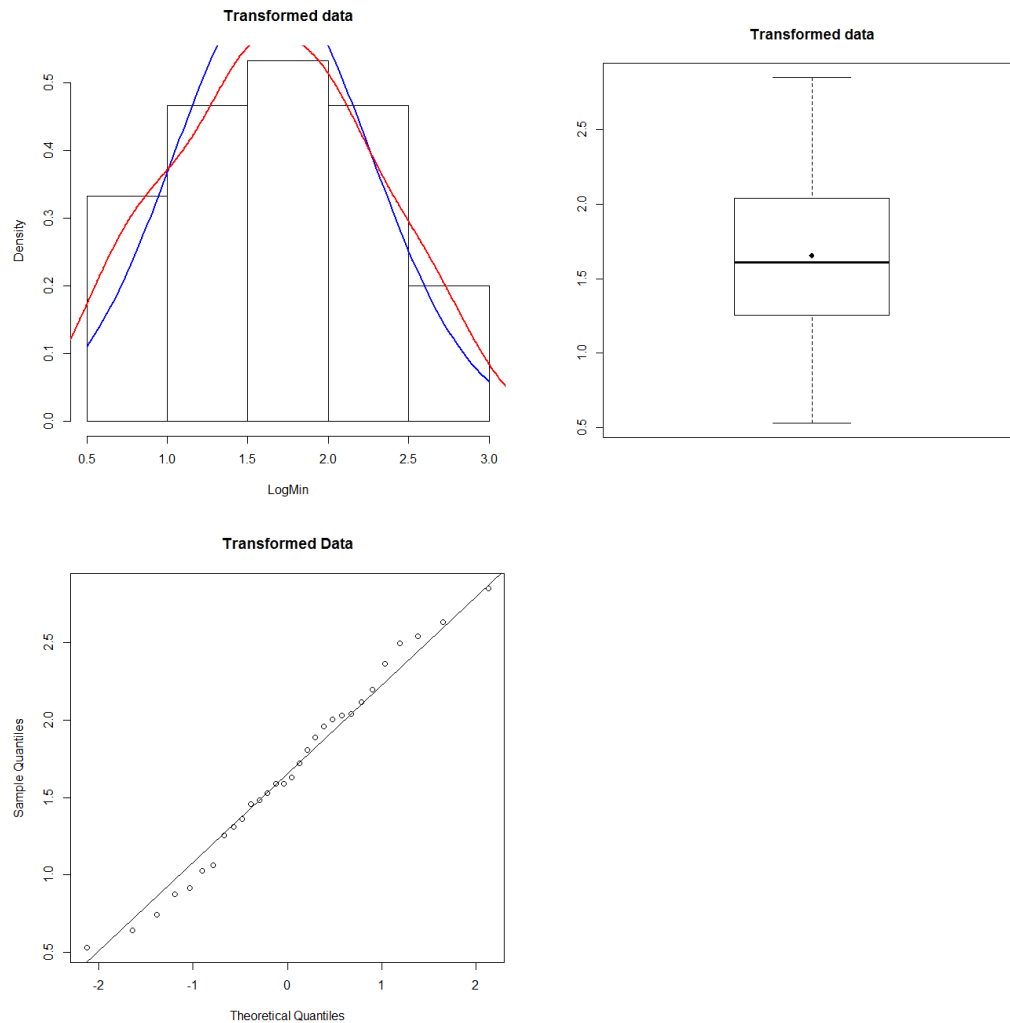 Transformed data
Density
0.0
0.1
0.2
0.3
0.4
0.5
0.5 1.0 1.5 2.0 2.5 3.0
LogMin
Transformed data
0.5
1.0
1.5
2.0
2.5
Transformed Data
Sample Quantiles
0.5
1.0
1.5
2.0
2.5
-2 -1 0 1 2
Theoretical Quantiles